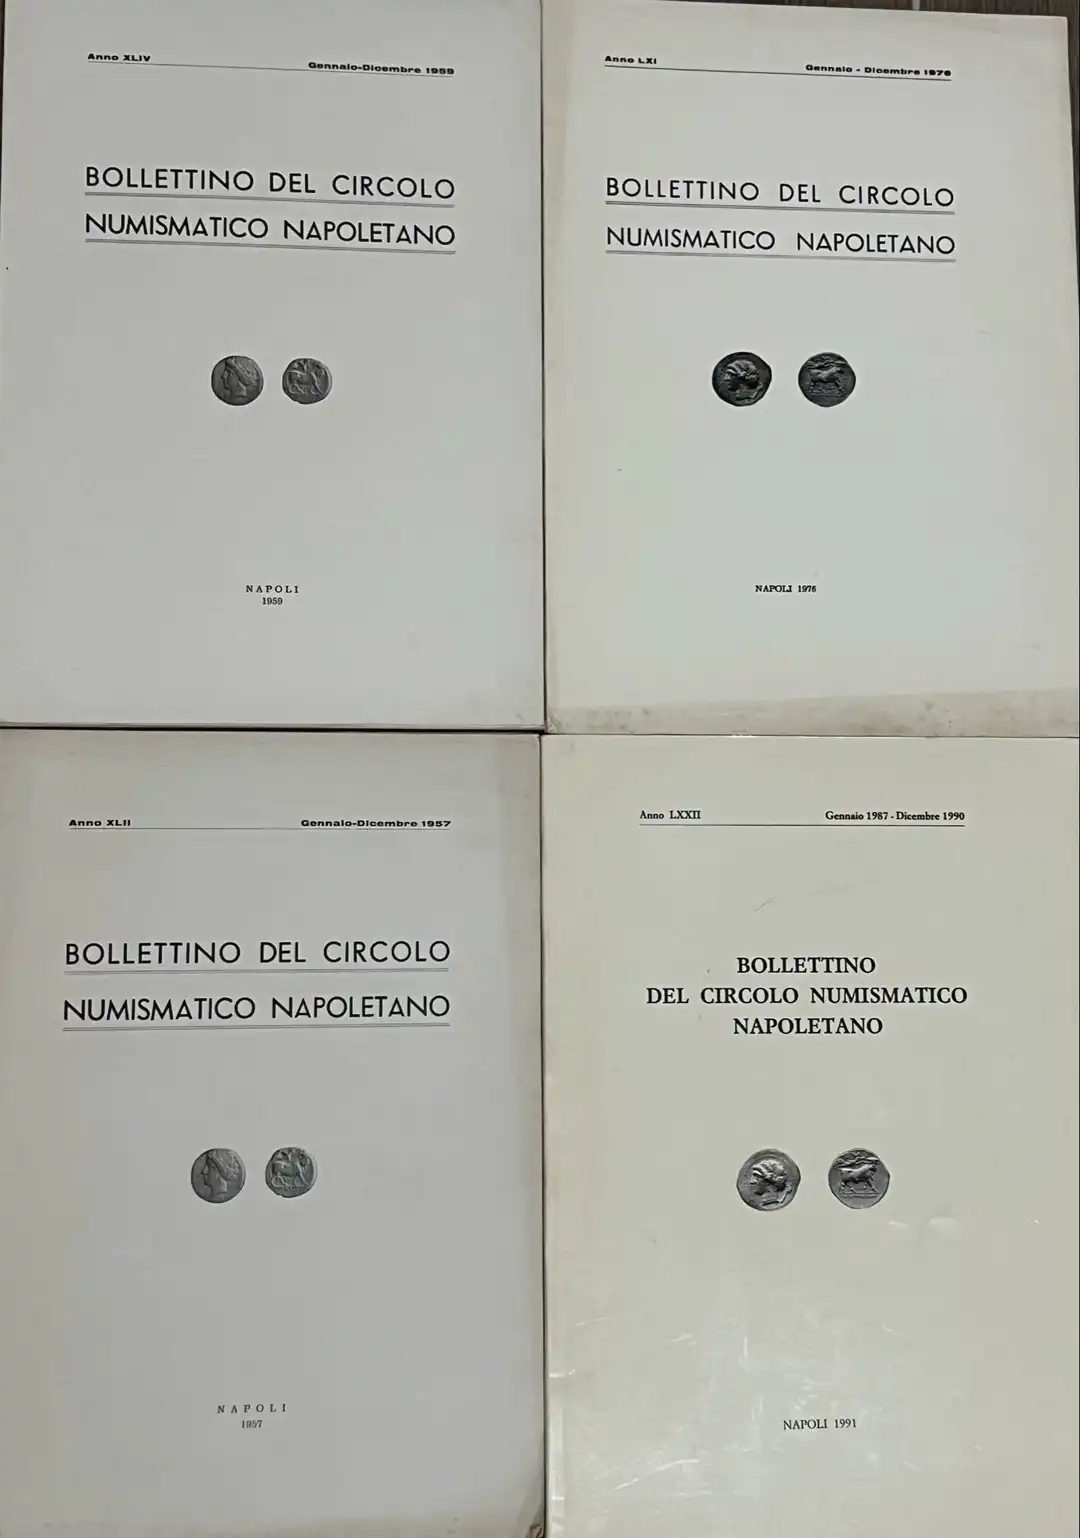 Anno XLIV
Gennaio-Dicembre 1959
BOLLETTINO DEL CIRCOLO
NUMISMATICO NAPOLETANO
NAPOLI
1959
Anno LXI
Gennaio - Dicembre 1976
BOLLETTINO DEL CIRCOLO
NUMISMATICO NAPOLETANO
NAPOLI 1976
Anno XLII
Gennaio-Dicembre 1957
BOLLETTINO DEL CIRCOLO
NUMISMATICO NAPOLETANO
NAPOLI
1957
Anno LXXII
Gennaio 1987 - Dicembre 1990
BOLLETTINO
DEL CIRCOLO NUMISMATICO
NAPOLETANO
NAPOLI 1991